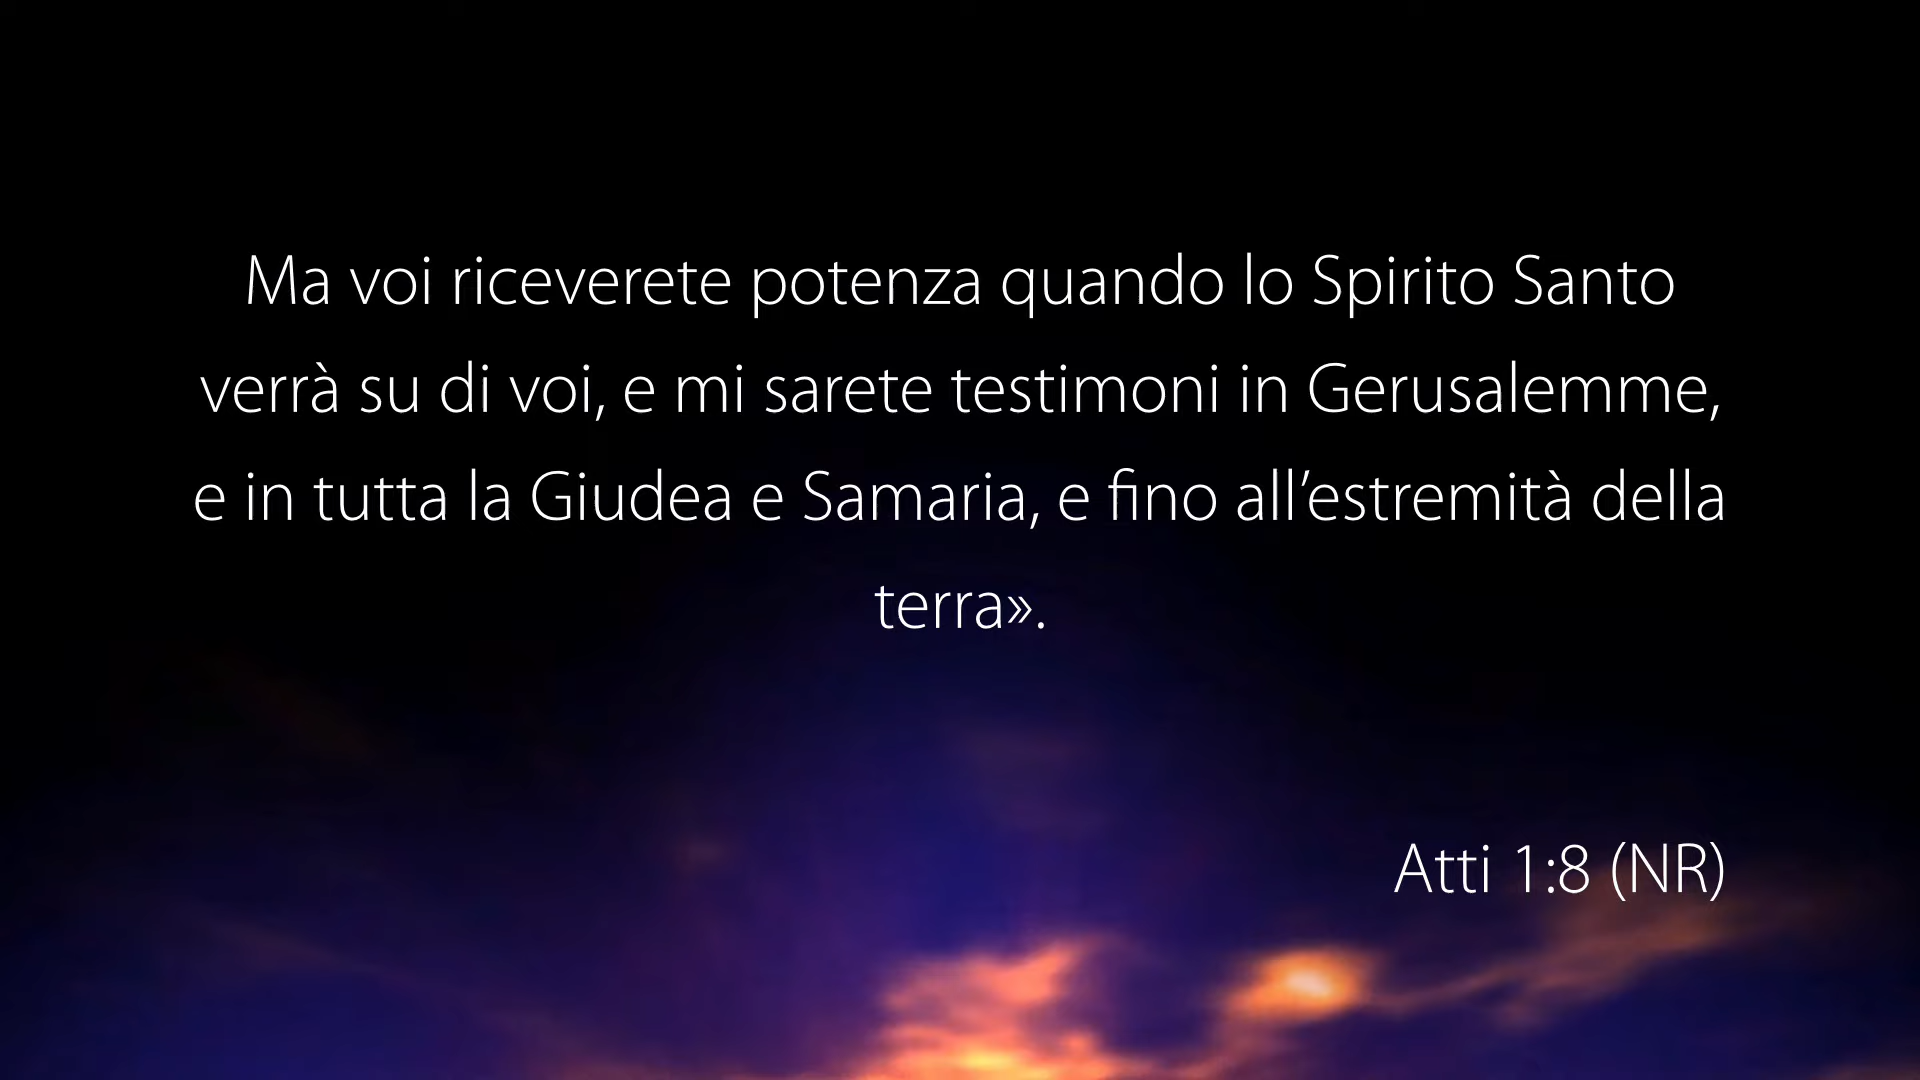 Ma voi riceverete potenza quando lo Spirito Santo
verrà su di voi, e mi sarete testimoni in Gerusalemme,
e in tutta la Giudea e Samaria, e fino all’estremità della
terra».
Atti 1:8 (NR)